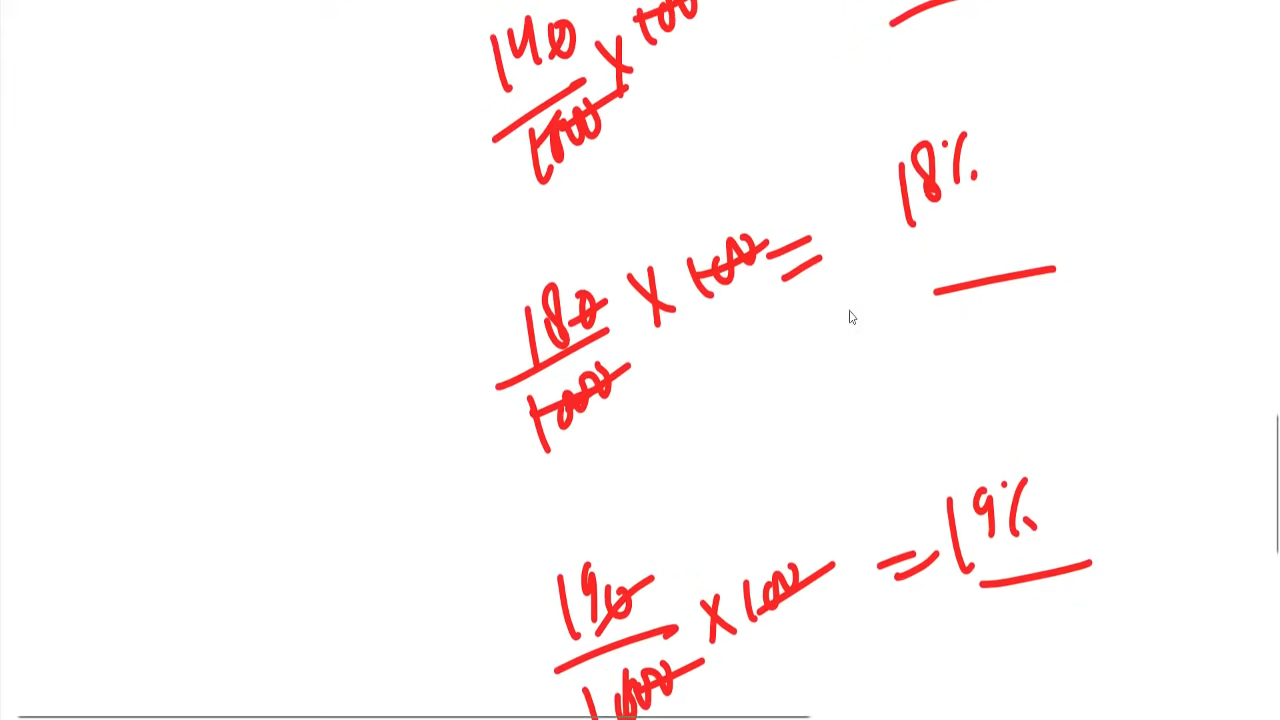 140/1000 × 100
180/1000 × 100 = 18%
190/1000 × 100 = 19%